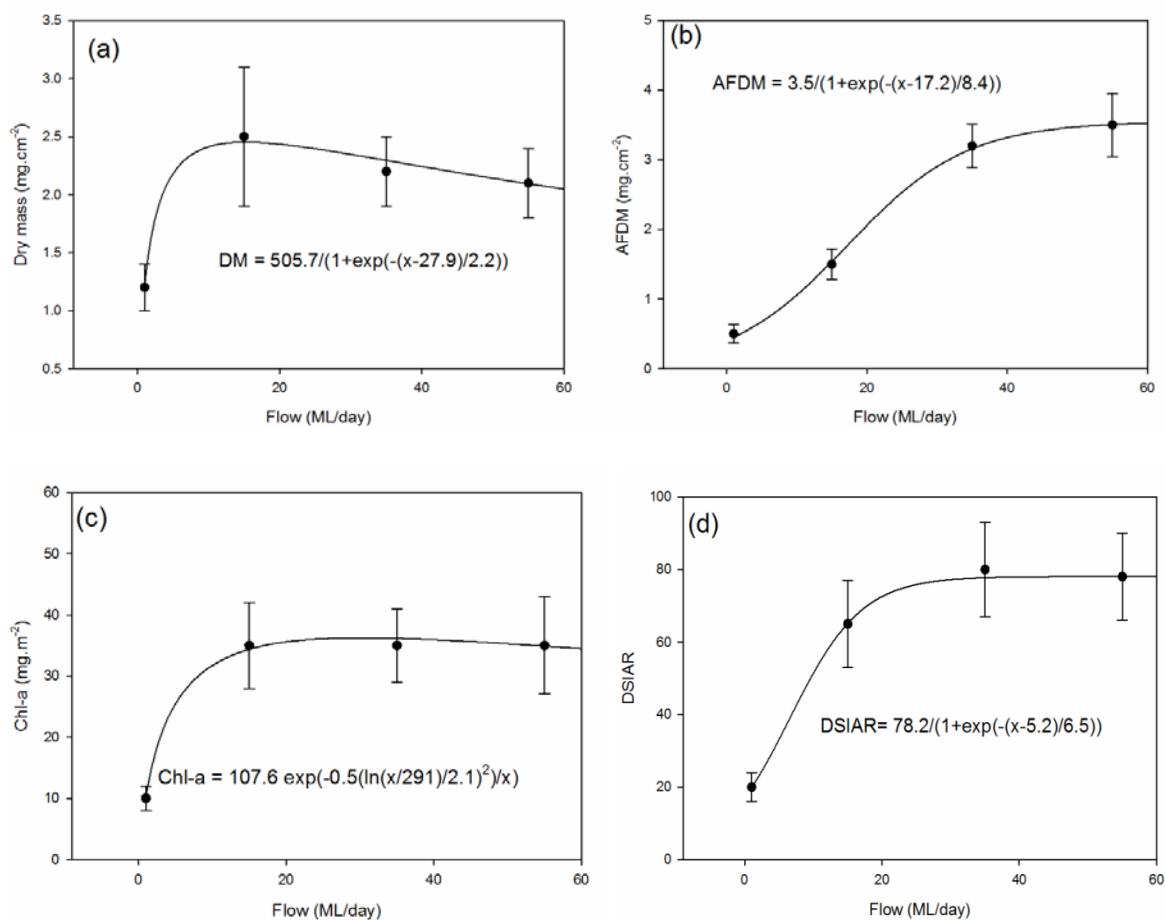 (a)
DM = 505.7/(1+exp(-(x-27.9)/2.2))
Dry mass (mg.cm⁻²)
3.5
3.0
2.5
2.0
1.5
1.0
0.5
0 20 40 60
Flow (ML/day)
(b)
AFDM = 3.5/(1+exp(-(x-17.2)/8.4))
AFDM (mg.cm⁻²)
5
4
3
2
1
0
0 20 40 60
Flow (ML/day)
(c)
Chl-a = 107.6 exp(-0.5(ln(x/291)/2.1)²)/x)
Chl-a (mg.m⁻²)
60
50
40
30
20
10
0
0 20 40 60
Flow (ML/day)
(d)
DSIAR= 78.2/(1+exp(-(x-5.2)/6.5))
DSIAR
100
80
60
40
20
0
0 20 40 60
Flow (ML/day)